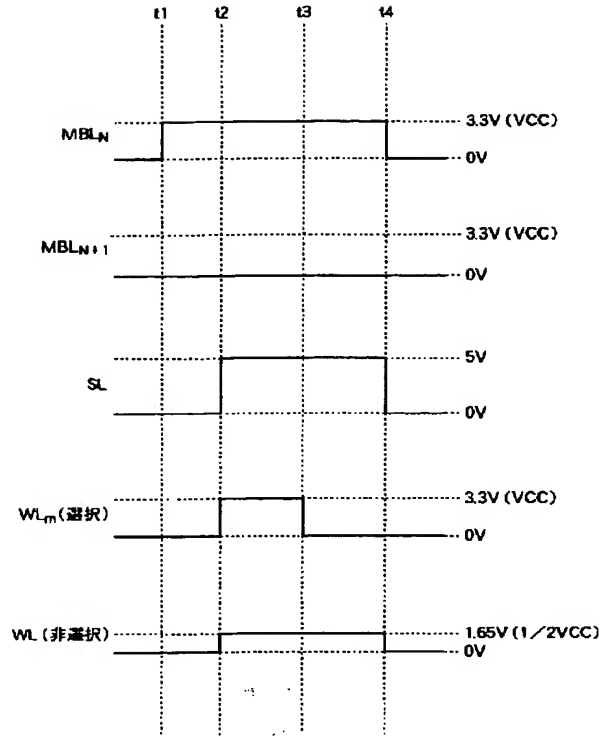 t1 t2 t3 t4
MBLN
3.3V (VCC)
0V
MBLN+1
3.3V (VCC)
0V
SL
5V
0V
WLm(選択)
3.3V (VCC)
0V
WL (非選択)
1.65V (1/2VCC)
0V